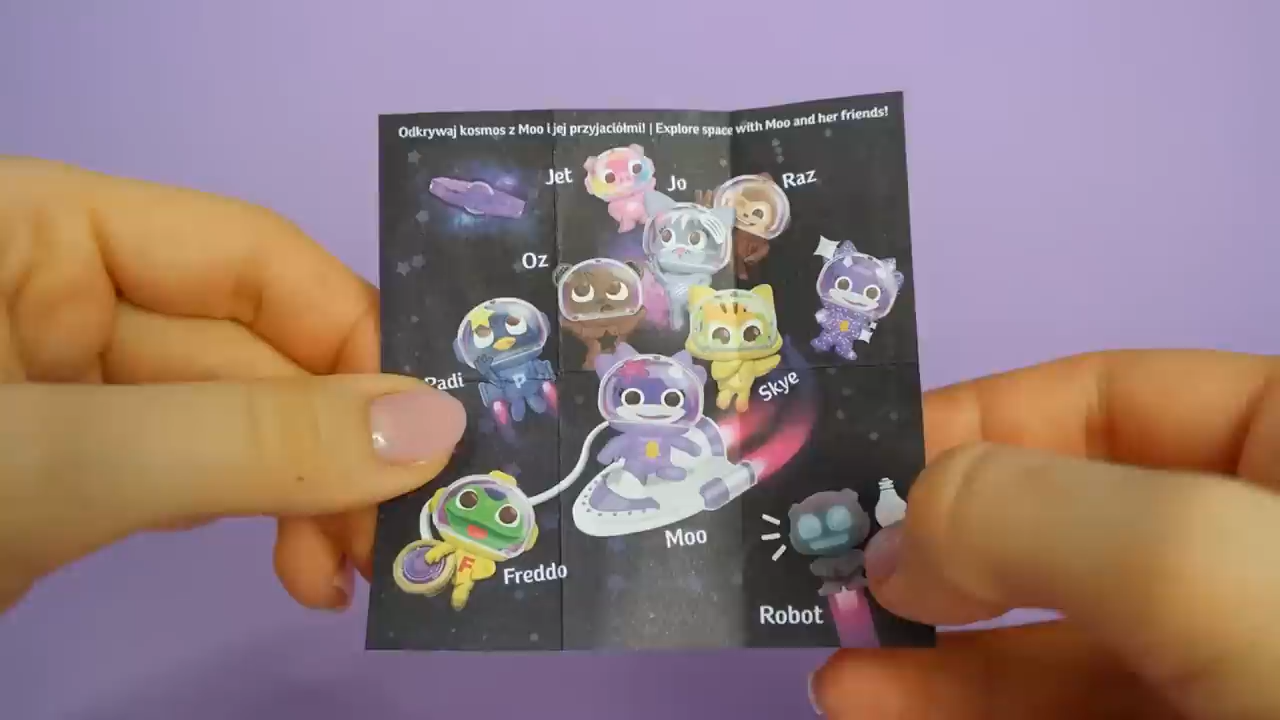 Odkrywaj kosmos z Moo i jej przyjaciółmi! | Explore space with Moo and her friends!
Jet
Jo
Raz
Oz
Padi
P
Skye
Moo
F
Freddo
Robot